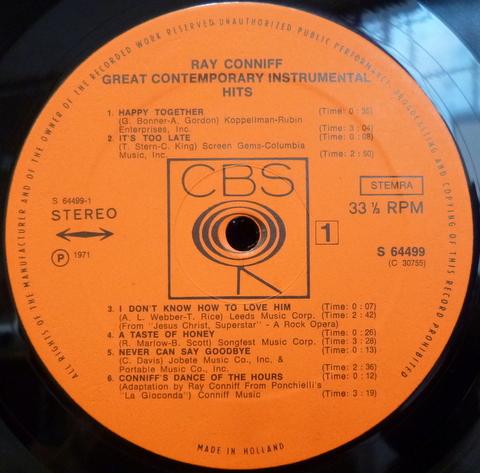 ALL RIGHTS OF THE MANUFACTURER AND OF THE OWNER OF THE RECORDED WORK RESERVED UNAUTHORIZED PUBLIC PERFORMANCE BROADCASTING AND COPYING OF THIS RECORD PROHIBITED
RAY CONNIFF
GREAT CONTEMPORARY INSTRUMENTAL
HITS
1. HAPPY TOGETHER (Time: 0 : 35)
(G. Bonner-A. Gordon) Koppellman-Rubin
Enterprises, Inc. (Time: 3 : 04)
2. IT'S TOO LATE (Time: 0 : 08)
(T. Stern-C. King) Screen Gems-Columbia
Music, Inc. (Time: 2 : 50)
CBS
STEMRA
S 64499-1
STEREO
33 ⅓ RPM
1
P 1971
S 64499
(C 30755)
3. I DON'T KNOW HOW TO LOVE HIM (Time: 0 : 07)
(A. L. Webber-T. Rice) Leeds Music Corp. (Time: 2 : 42)
(From "Jesus Christ, Superstar" - A Rock Opera)
4. A TASTE OF HONEY (Time: 0 : 26)
(R. Marlow-B. Scott) Songfest Music Corp. (Time: 3 : 28)
5. NEVER CAN SAY GOODBYE (Time: 0 : 13)
(C. Davis) Jobete Music Co., Inc. &
Portable Music Co., Inc. (Time: 2 : 36)
6. CONNIFF'S DANCE OF THE HOURS (Time: 0 : 12)
(Adaptation by Ray Conniff From Ponchielli's
"La Gioconda") Conniff Music (Time: 3 : 19)
MADE IN HOLLAND